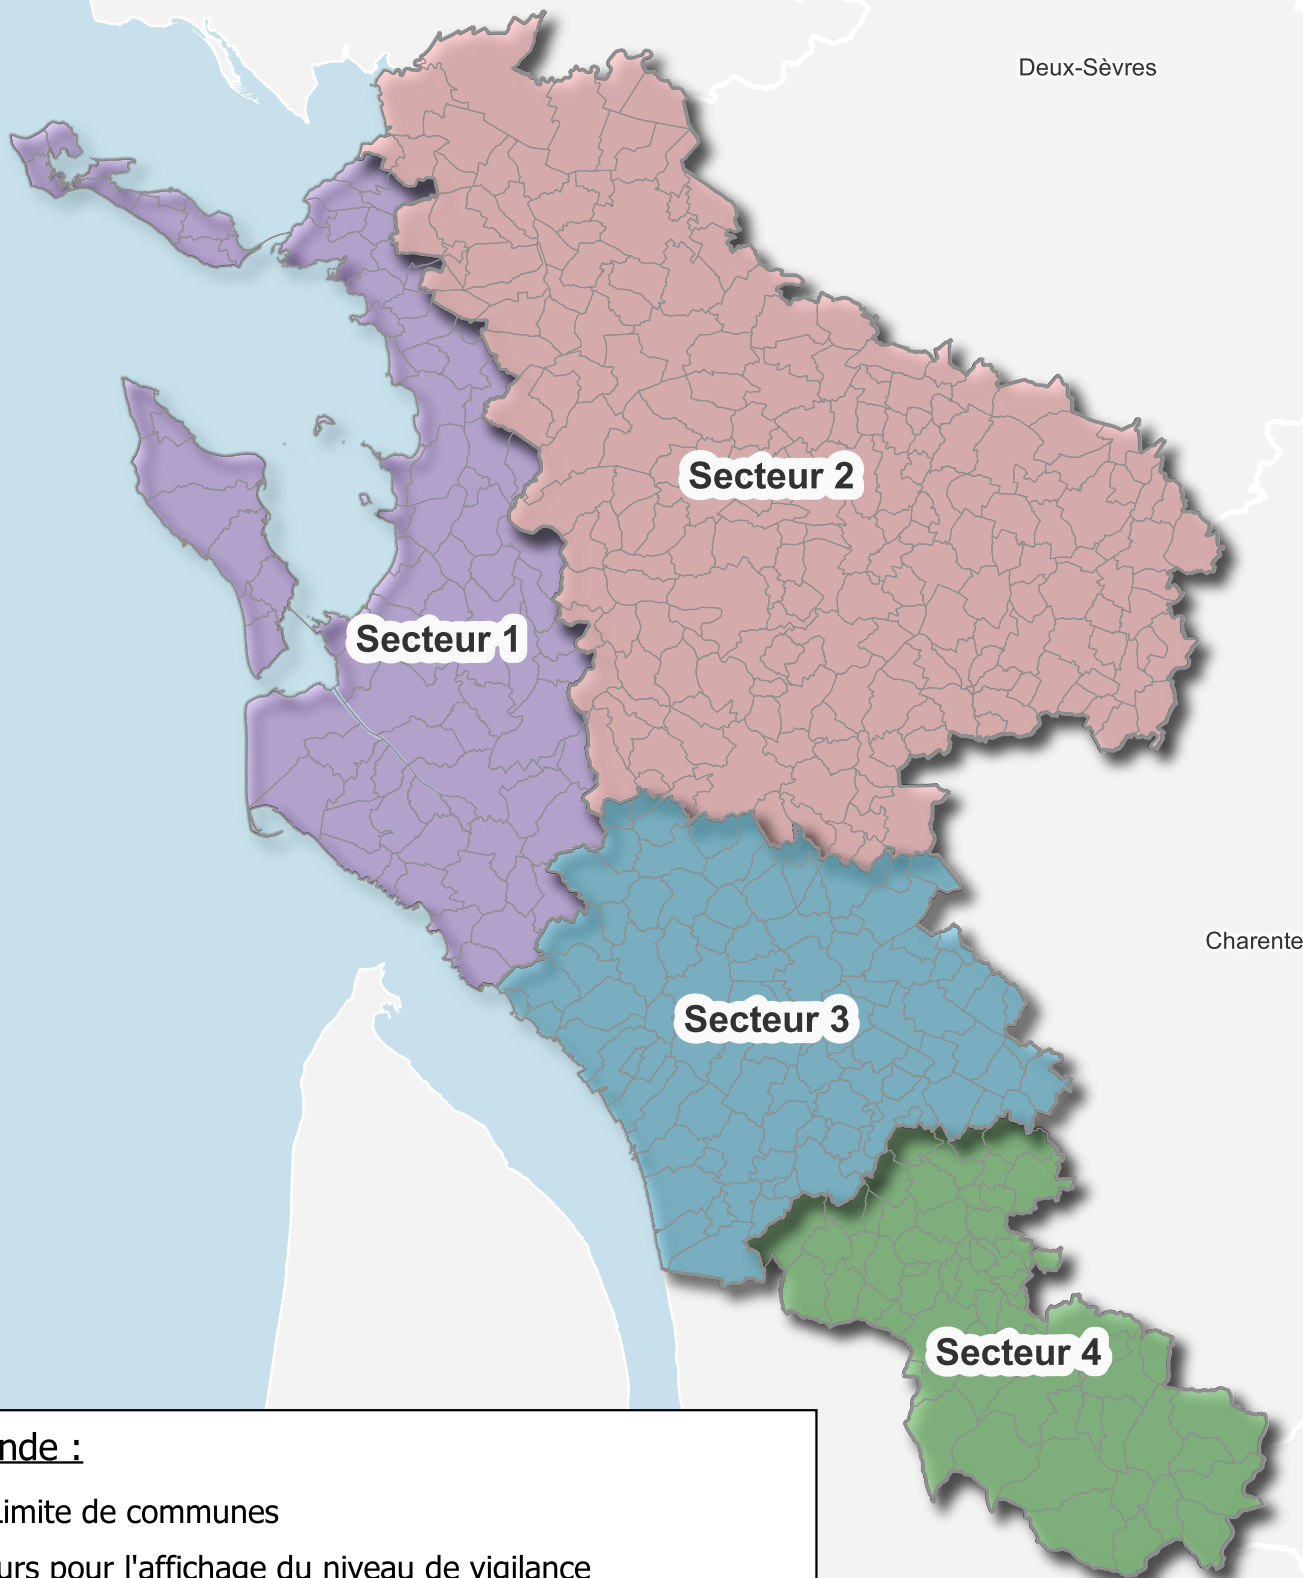 Deux-Sèvres
Secteur 2
Secteur 1
Charente
Secteur 3
Secteur 4
nde :
Limite de communes
urs pour l'affichage du niveau de vigilance